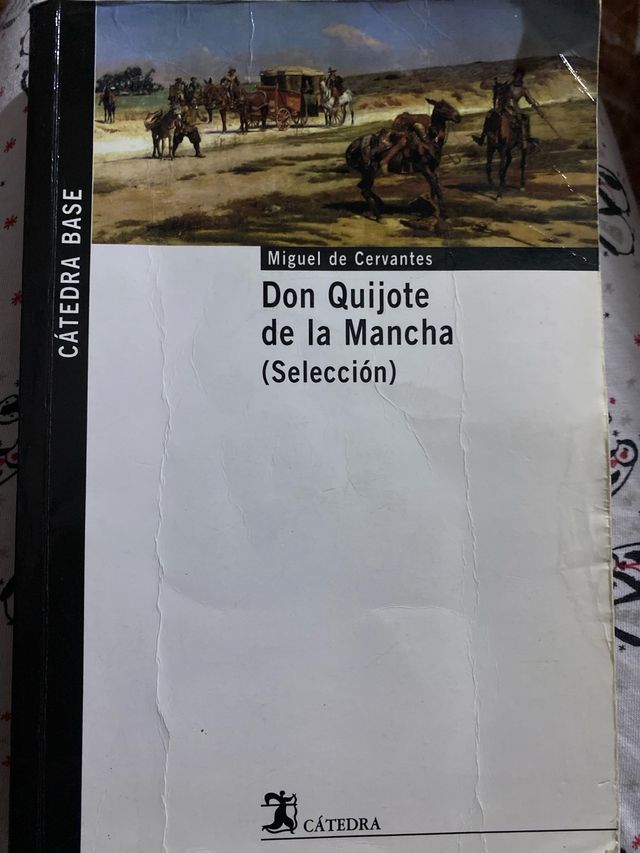 CÁTEDRA BASE
Miguel de Cervantes
Don Quijote
de la Mancha
(Selección)
CÁTEDRA